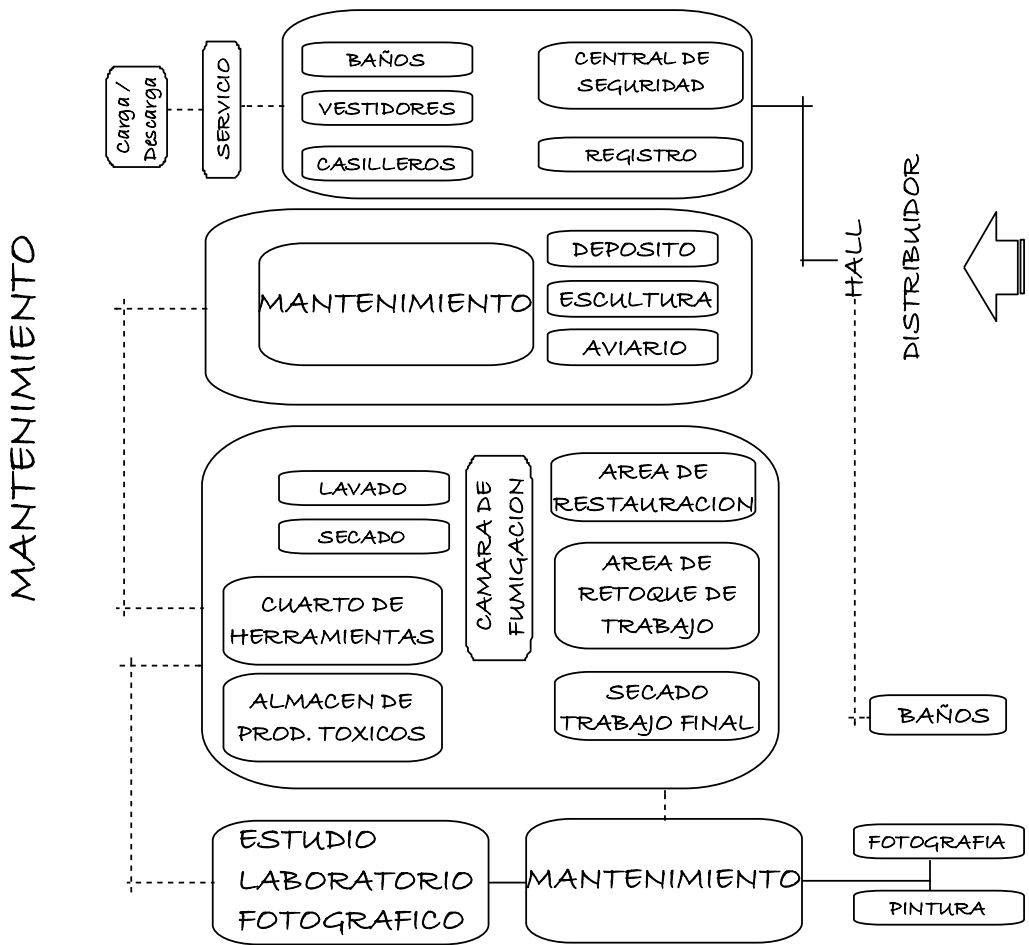 MANTENIMIENTO
Carga /
Descarga
SERVICIO
BAÑOS
VESTIDORES
CASILLEROS
CENTRAL DE
SEGURIDAD
REGISTRO
HALL
DISTRIBUIDOR
MANTENIMIENTO
DEPOSITO
ESCULTURA
AVIARIO
LAVADO
SECADO
CUARTO DE
HERRAMIENTAS
ALMACEN DE
PROD. TOXICOS
CAMARA DE
FUMIGACION
AREA DE
RESTAURACION
AREA DE
RETOQUE DE
TRABAJO
SECADO
TRABAJO FINAL
BAÑOS
ESTUDIO
LABORATORIO
FOTOGRAFICO
MANTENIMIENTO
FOTOGRAFIA
PINTURA